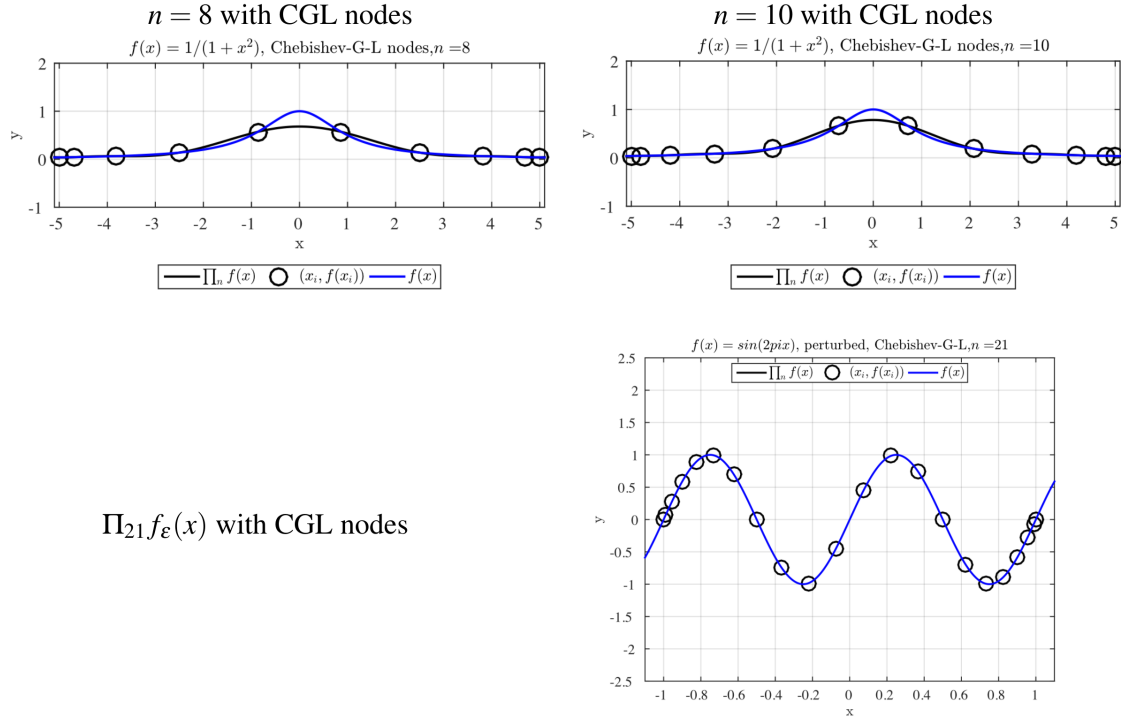 n = 8 with CGL nodes
f(x) = 1/(1 + x²), Chebishev-G-L nodes,n =8
2
1
0
-1
y
-5 -4 -3 -2 -1 0 1 2 3 4 5
x
∏ₙ f(x) (xᵢ, f(xᵢ)) f(x)
n = 10 with CGL nodes
f(x) = 1/(1 + x²), Chebishev-G-L nodes,n =10
2
1
0
-1
y
-5 -4 -3 -2 -1 0 1 2 3 4 5
x
∏ₙ f(x) (xᵢ, f(xᵢ)) f(x)
Π₂₁fε(x) with CGL nodes
f(x) = sin(2pix), perturbed, Chebishev-G-L,n =21
∏ₙ f(x) (xᵢ, f(xᵢ)) f(x)
2.5
2
1.5
1
0.5
0
-0.5
-1
-1.5
-2
-2.5
y
-1 -0.8 -0.6 -0.4 -0.2 0 0.2 0.4 0.6 0.8 1
x